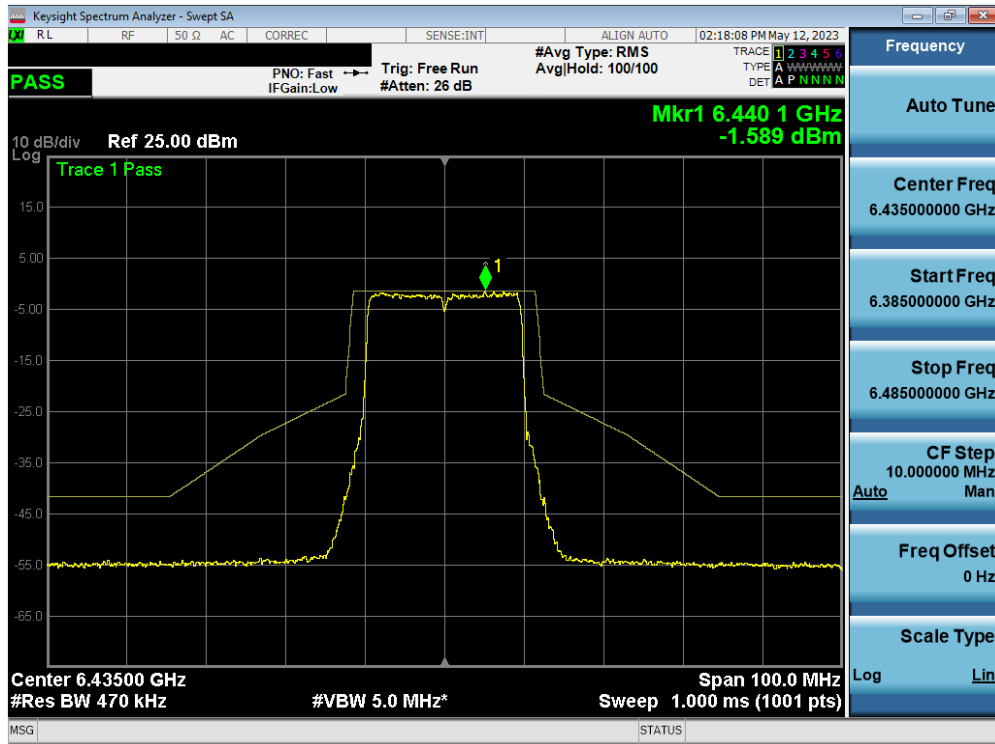 Keysight Spectrum Analyzer - Swept SA
LXI RL RF 50 Ω AC CORREC SENSE:INT ALIGN AUTO 02:18:08 PM May 12, 2023
PASS
PNO: Fast
IFGain:Low
Trig: Free Run
#Atten: 26 dB
#Avg Type: RMS
Avg|Hold: 100/100
TRACE 1 2 3 4 5 6
TYPE A WWWWW
DET A P N N N N
Mkr1 6.440 1 GHz
-1.589 dBm
10 dB/div Ref 25.00 dBm
Log
Trace 1 Pass
15.0
5.00
-5.00
-15.0
-25.0
-35.0
-45.0
-55.0
-65.0
1
Center 6.43500 GHz Span 100.0 MHz
#Res BW 470 kHz #VBW 5.0 MHz* Sweep 1.000 ms (1001 pts)
MSG STATUS
Frequency
Auto Tune
Center Freq
6.435000000 GHz
Start Freq
6.385000000 GHz
Stop Freq
6.485000000 GHz
CF Step
10.000000 MHz
Auto Man
Freq Offset
0 Hz
Scale Type
Log Lin